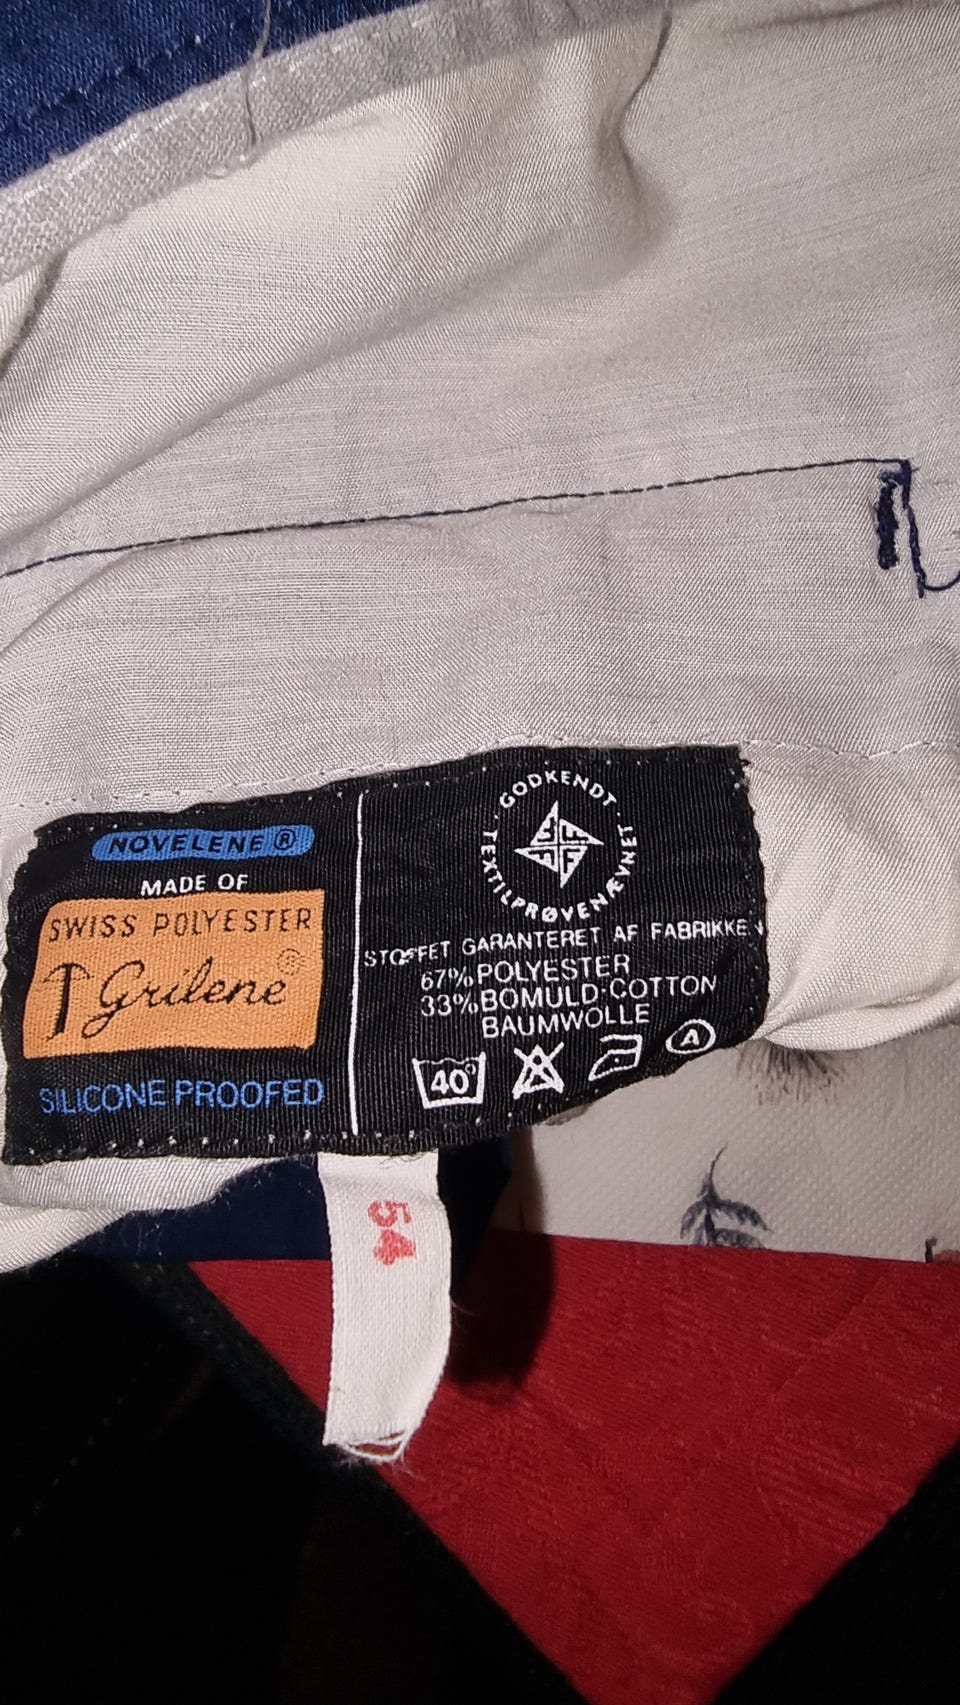 NOVELENE ®
MADE OF
SWISS POLYESTER
Grilene ®
SILICONE PROOFED
GODKENDT
TEXTILPRØVENÆVNET
STOFFET GARANTERET AF FABRIKKEN
67% POLYESTER
33% BOMULD-COTTON
BAUMWOLLE
40°
A
54